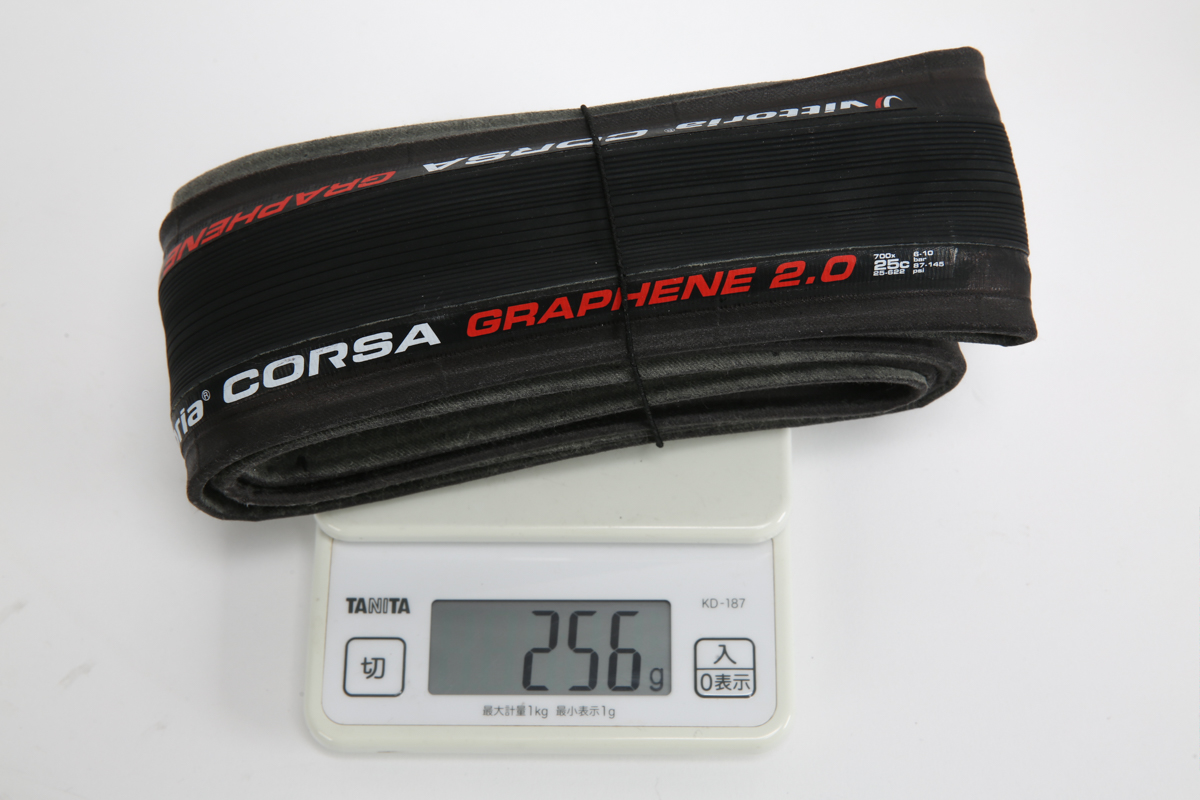 vittoria® CORSA GRAPHENE
ria® CORSA GRAPHENE 2.0
700x 25c 25-622
6-10 bar 87-145 psi
TANITA
KD-187
256g
切
入
0表示
最大計量1kg 最小表示1g